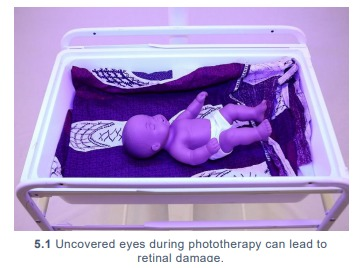 5.1 Uncovered eyes during phototherapy can lead to
retinal damage.